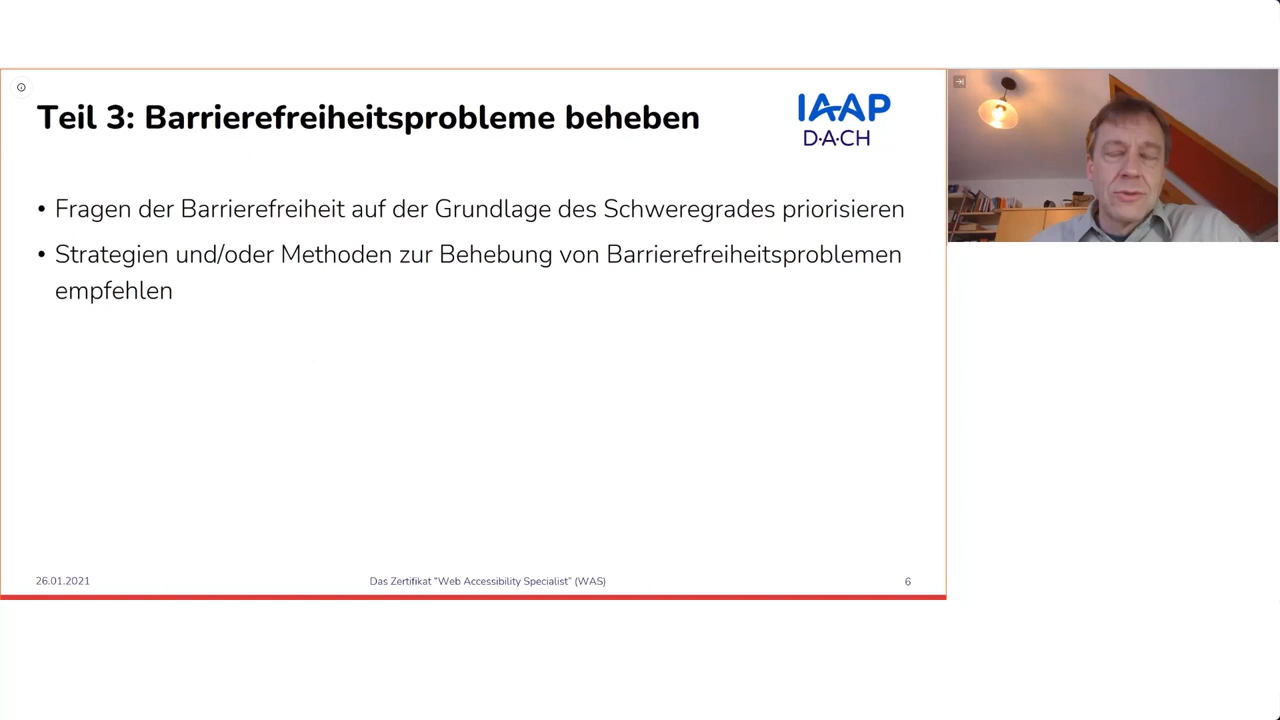 Teil 3: Barrierefreiheitsprobleme beheben
IAAP
D·A·CH
• Fragen der Barrierefreiheit auf der Grundlage des Schweregrades priorisieren
• Strategien und/oder Methoden zur Behebung von Barrierefreiheitsproblemen
empfehlen
26.01.2021
Das Zertifikat "Web Accessibility Specialist" (WAS)
6